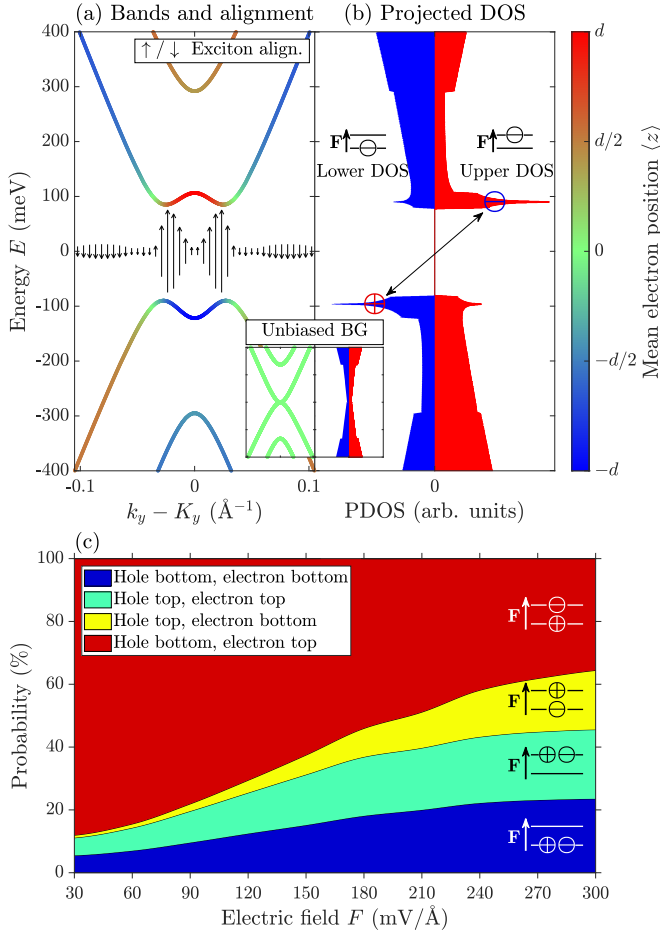 (a) Bands and alignment
(b) Projected DOS
400
300
200
100
0
-100
-200
-300
-400
Energy E (meV)
↑/↓ Exciton align.
Unbiased BG
-0.1
0
0.1
k_y − K_y (Å⁻¹)
F
Lower DOS
F
Upper DOS
0
PDOS (arb. units)
d
d/2
0
−d/2
−d
Mean electron position ⟨z⟩
(c)
100
80
60
40
20
0
Probability (%)
Hole bottom, electron bottom
Hole top, electron top
Hole top, electron bottom
Hole bottom, electron top
F
F
F
F
30
60
90
120
150
180
210
240
270
300
Electric field F (mV/Å)